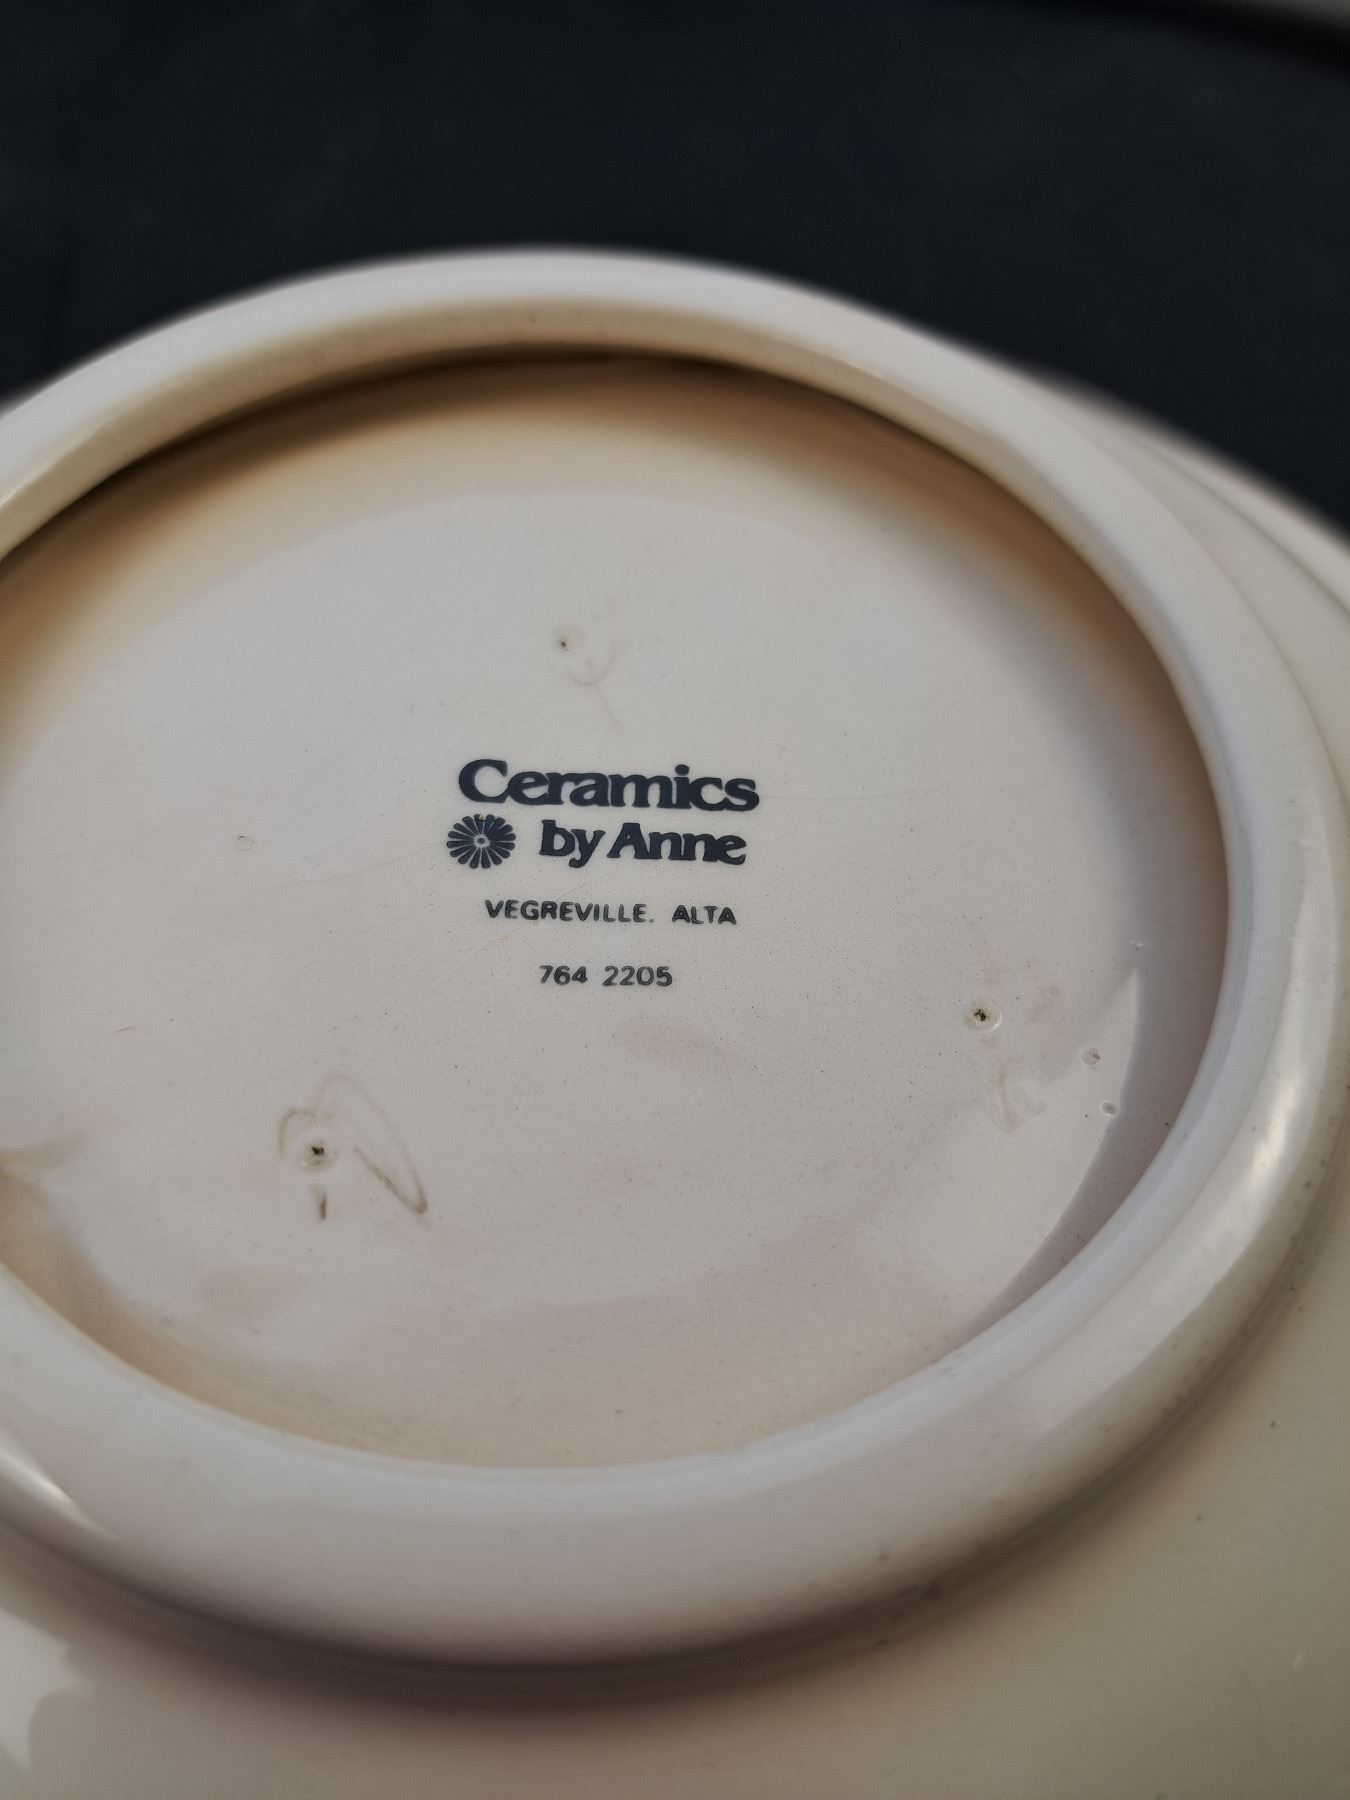 Ceramics
by Anne
VEGREVILLE. ALTA
764 2205